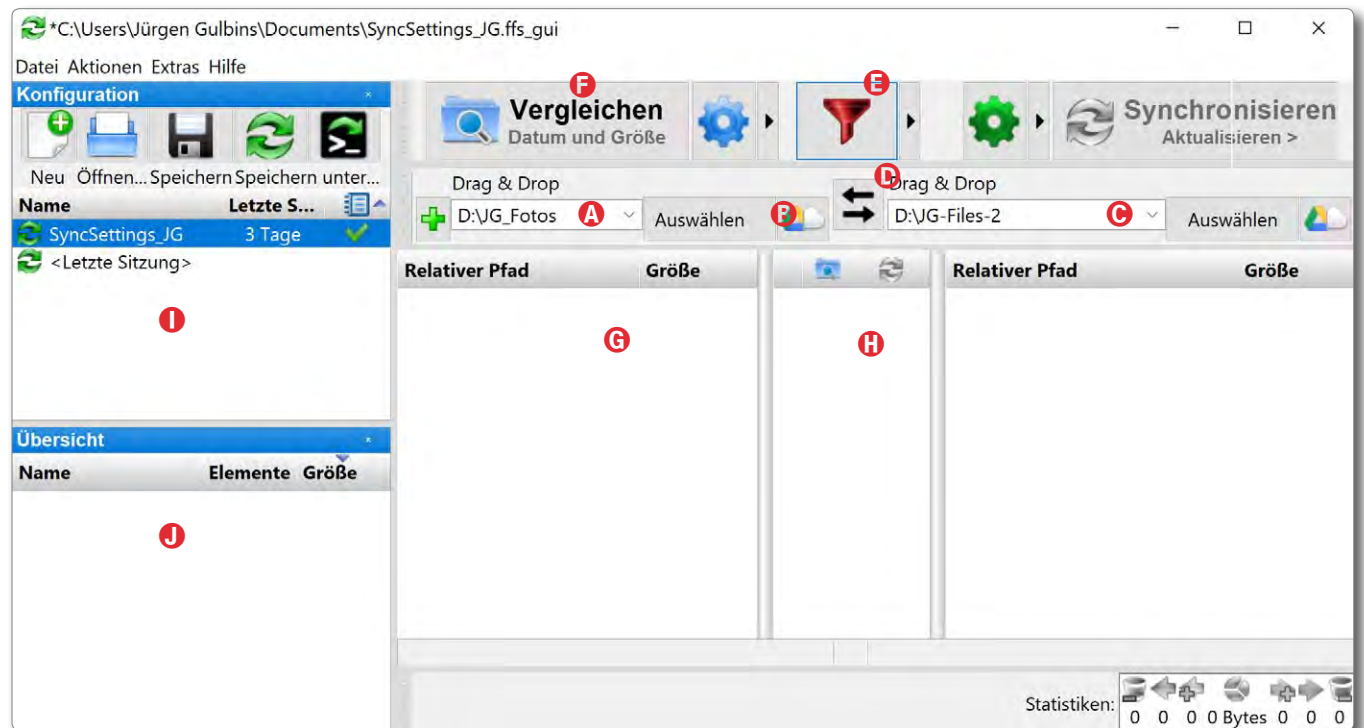 *C:\Users\Jürgen Gulbins\Documents\SyncSettings_JG.ffs_gui
Datei Aktionen Extras Hilfe
Konfiguration
Neu Öffnen... Speichern Speichern unter...
Name Letzte S...
SyncSettings_JG 3 Tage
<Letzte Sitzung>
I
Übersicht
Name Elemente Größe
J
F
Vergleichen
Datum und Größe
E
Synchronisieren
Aktualisieren >
Drag & Drop
D:\JG_Fotos A Auswählen B
D
Drag & Drop
D:\JG-Files-2 C Auswählen
Relativer Pfad Größe
Relativer Pfad Größe
G
H
Statistiken:
0 0 0 0 Bytes 0 0 0